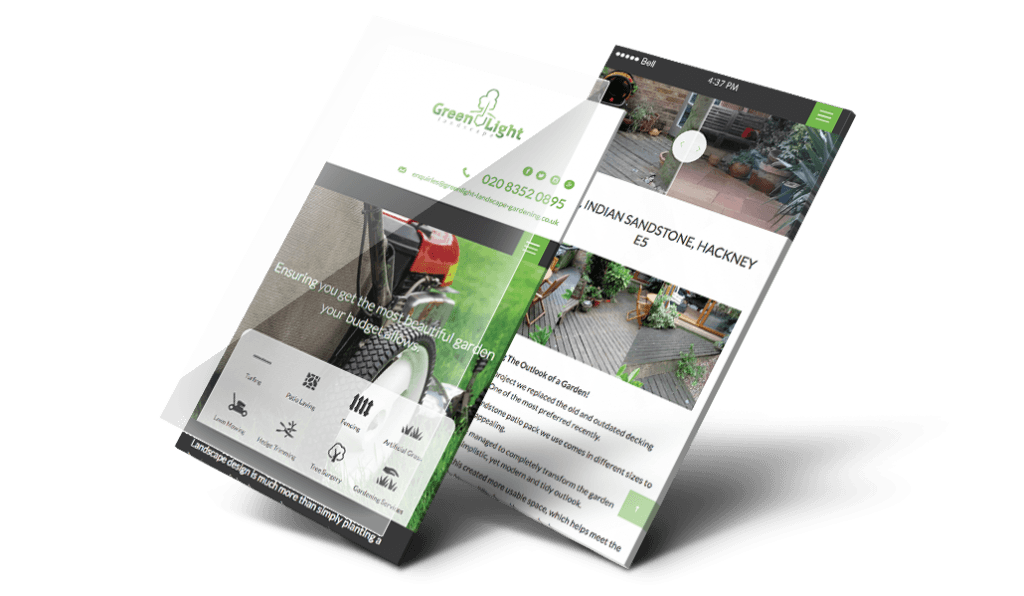 Green Light
landscapes
020 8352 0895
enquiries@greenlight-landscape-gardening.co.uk
Ensuring you get the most beautiful garden
your budget allows.
Turfing
Patio Laying
Fencing
Artificial Grass
Lawn Mowing
Hedge Trimming
Tree Surgery
Gardening Services
Landscape design is much more than simply planting a
Bell
4:37 PM
, INDIAN SANDSTONE, HACKNEY
E5
The Outlook of a Garden!
project we replaced the old and outdated decking
One of the most preferred recently.
sandstone patio pack we use comes in different sizes to
appealing.
managed to completely transform the garden
simplistic, yet modern and tidy outlook.
this created more usable space, which helps meet the